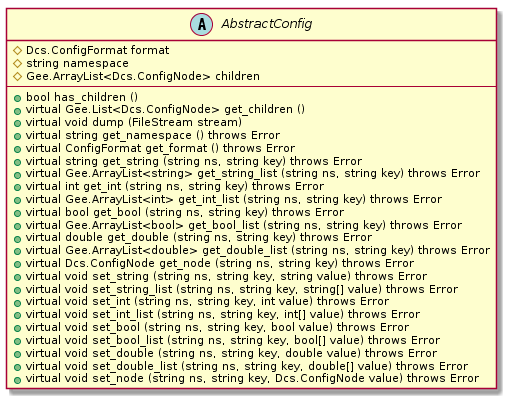 A AbstractConfig
Dcs.ConfigFormat format
string namespace
Gee.ArrayList<Dcs.ConfigNode> children
bool has_children ()
virtual Gee.List<Dcs.ConfigNode> get_children ()
virtual void dump (FileStream stream)
virtual string get_namespace () throws Error
virtual ConfigFormat get_format () throws Error
virtual string get_string (string ns, string key) throws Error
virtual Gee.ArrayList<string> get_string_list (string ns, string key) throws Error
virtual int get_int (string ns, string key) throws Error
virtual Gee.ArrayList<int> get_int_list (string ns, string key) throws Error
virtual bool get_bool (string ns, string key) throws Error
virtual Gee.ArrayList<bool> get_bool_list (string ns, string key) throws Error
virtual double get_double (string ns, string key) throws Error
virtual Gee.ArrayList<double> get_double_list (string ns, string key) throws Error
virtual Dcs.ConfigNode get_node (string ns, string key) throws Error
virtual void set_string (string ns, string key, string value) throws Error
virtual void set_string_list (string ns, string key, string[] value) throws Error
virtual void set_int (string ns, string key, int value) throws Error
virtual void set_int_list (string ns, string key, int[] value) throws Error
virtual void set_bool (string ns, string key, bool value) throws Error
virtual void set_bool_list (string ns, string key, bool[] value) throws Error
virtual void set_double (string ns, string key, double value) throws Error
virtual void set_double_list (string ns, string key, double[] value) throws Error
virtual void set_node (string ns, string key, Dcs.ConfigNode value) throws Error